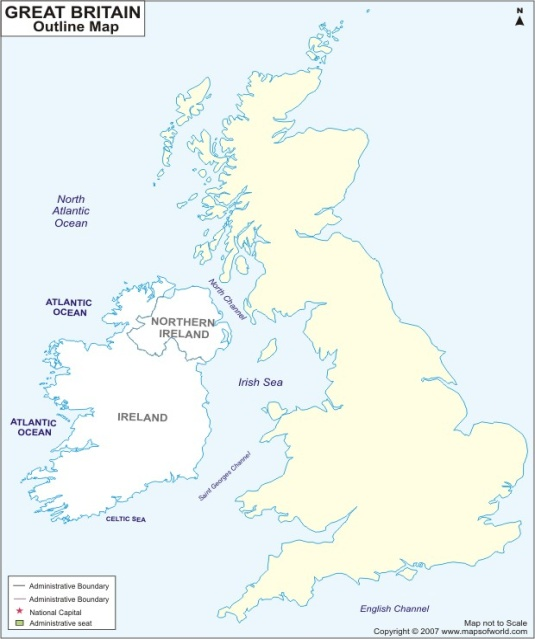 GREAT BRITAIN
Outline Map
N
North
Atlantic
Ocean
North Channel
ATLANTIC
OCEAN
NORTHERN
IRELAND
Irish Sea
IRELAND
ATLANTIC
OCEAN
Saint Georges Channel
CELTIC SEA
Administrative Boundary
Administrative Boundary
National Capital
Administrative seat
English Channel
Map not to Scale
Copyright © 2007 www.mapsofworld.com